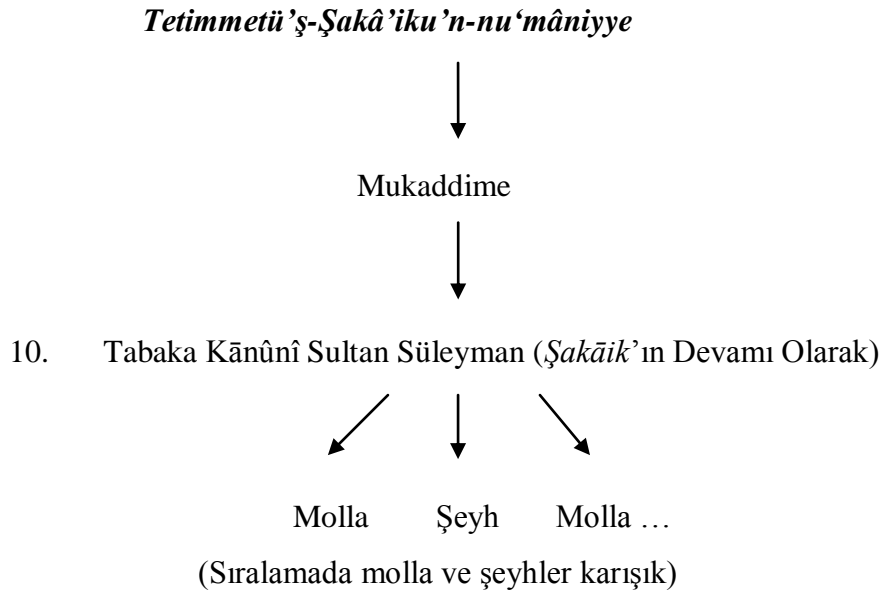 Tetimmetü’ş-Şakâ’iku’n-nu‘mâniyye
Mukaddime
10. Tabaka Kānûnî Sultan Süleyman (Şakāik’ın Devamı Olarak)
Molla Şeyh Molla …
(Sıralamada molla ve şeyhler karışık)